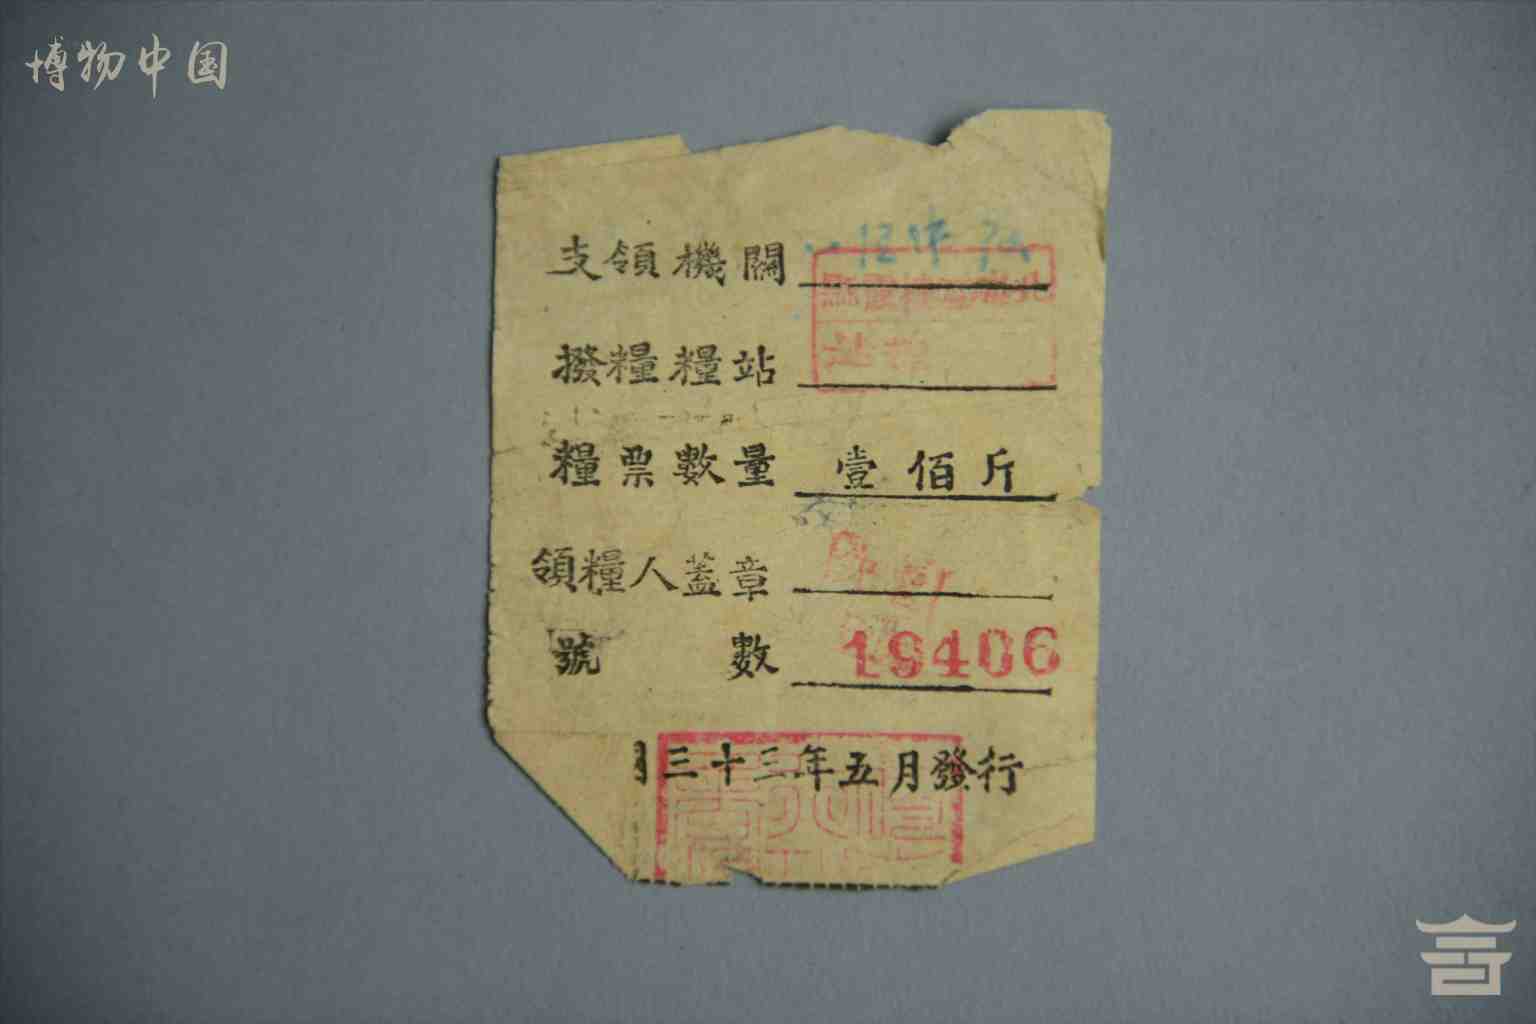 博物中国
支領機關
撥糧糧站
糧票數量 壹佰斤
領糧人蓋章
號數 19406
三十三年五月發行